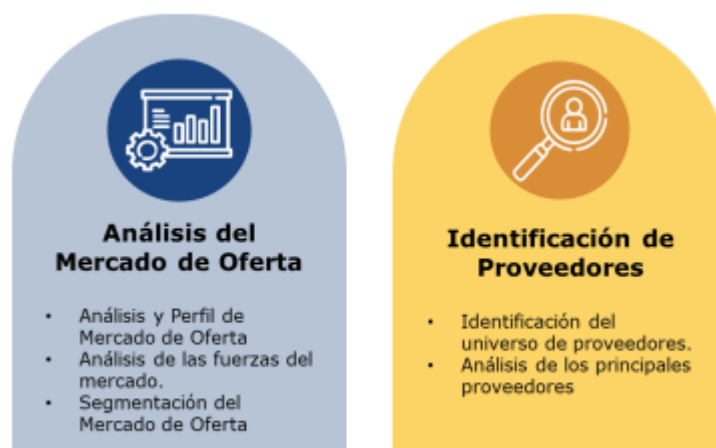 Análisis del
Mercado de Oferta
• Análisis y Perfil de
Mercado de Oferta
• Análisis de las fuerzas del
mercado.
• Segmentación del
Mercado de Oferta
Identificación de
Proveedores
• Identificación del
universo de proveedores.
• Análisis de los principales
proveedores